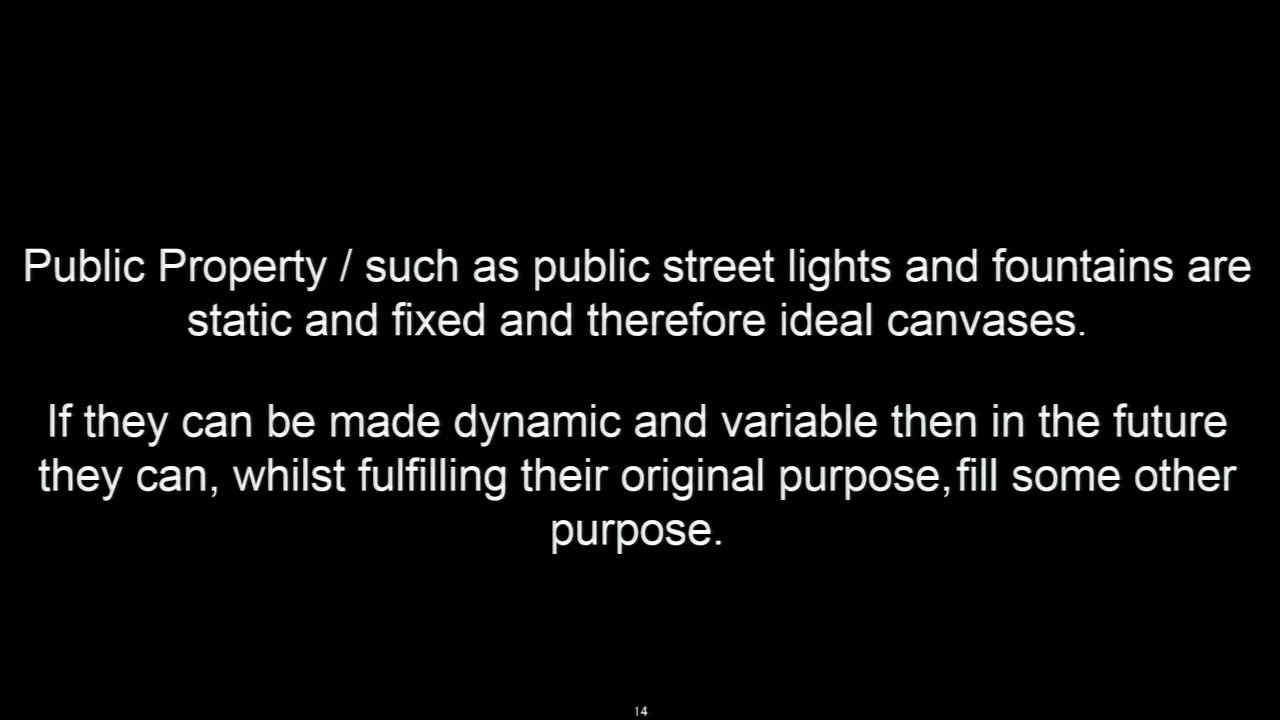 Public Property / such as public street lights and fountains are
static and fixed and therefore ideal canvases.
If they can be made dynamic and variable then in the future
they can, whilst fulfilling their original purpose, fill some other
purpose.
14